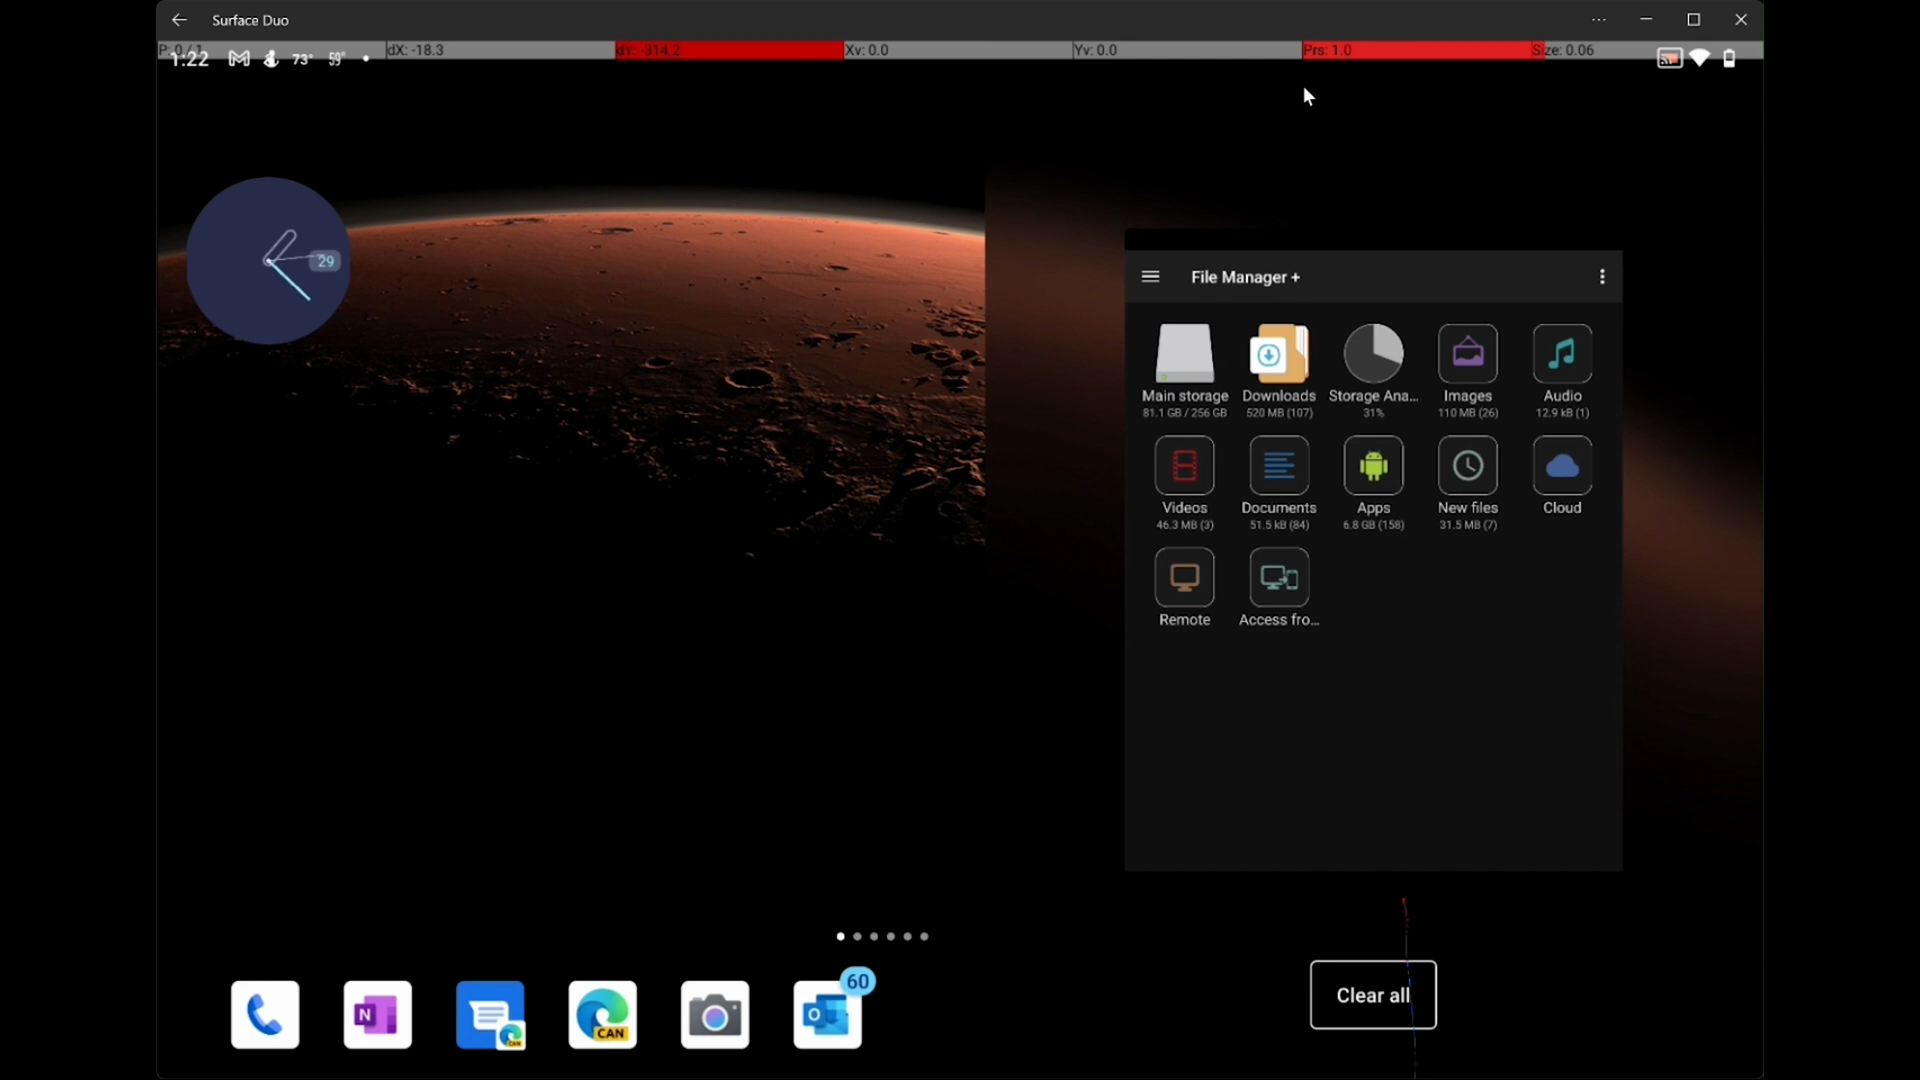 Surface Duo
P: 0 / 1
dX: -18.3
dY: -314.2
Xv: 0.0
Yv: 0.0
Prs: 1.0
Size: 0.06
1:22
73°
59°
29
File Manager +
Main storage
81.1 GB / 256 GB
Downloads
520 MB (107)
Storage Ana...
31%
Images
110 MB (26)
Audio
12.9 kB (1)
Videos
46.3 MB (3)
Documents
51.5 kB (84)
Apps
6.8 GB (158)
New files
31.5 MB (7)
Cloud
Remote
Access fro...
Clear all
N
CAN
CAN
O
60